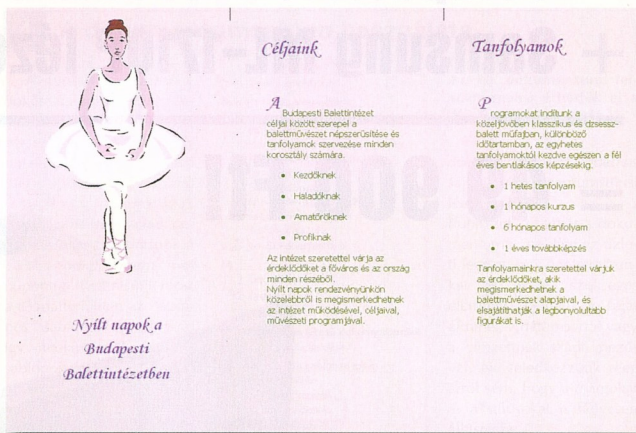 Nyílt napok a
Budapesti
Balettintézetben
Céljaink
A
Budapesti Balettintézet
céljai között szerepel a
balettművészet népszerűsítése és
tanfolyamok szervezése minden
korosztály számára.
• Kezdőknek
• Haladóknak
• Amatőröknek
• Profiknak
Az intézet szeretettel várja az
érdeklődőket a főváros és az ország
minden részéből.
Nyílt napok rendezvényünkön
közelebbről is megismerkedhetnek
az intézet működésével, céljaival,
művészeti programjával.
Tanfolyamok
P
rogramokat indítunk a
közeljövőben klasszikus és dzsessz-
balett műfajban, különböző
időtartamban, az egyhetes
tanfolyamoktól kezdve egészen a fél
éves bentlakásos képzésekig.
• 1 hetes tanfolyam
• 1 hónapos kurzus
• 6 hónapos tanfolyam
• 1 éves továbbképzés
Tanfolyamainkra szeretettel várjuk
az érdeklődőket, akik
megismerkedhetnek a
balettművészet alapjaival, és
elsajátíthatják a legbonyolultabb
figurákat is.
+ Samsung ML-1710